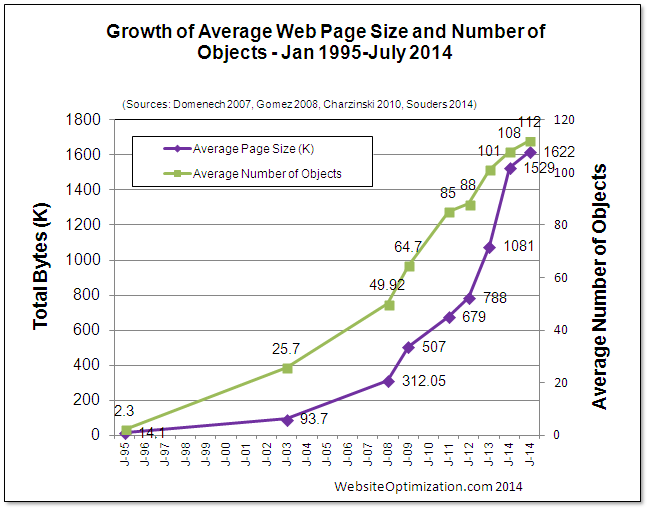 Growth of Average Web Page Size and Number of
Objects - Jan 1995-July 2014
(Sources: Domenech 2007, Gomez 2008, Charzinski 2010, Souders 2014)
Average Page Size (K)
Average Number of Objects
Total Bytes (K)
1800
1600
1400
1200
1000
800
600
400
200
0
2.3
25.7
49.92
64.7
85
88
101
108
112
14.1
93.7
312.05
507
679
788
1081
1529
1622
120
100
80
60
40
20
0
Average Number of Objects
J-95
J-96
J-97
J-98
J-99
J-00
J-01
J-02
J-03
J-04
J-05
J-06
J-07
J-08
J-09
J-10
J-11
J-12
J-13
J-14
J-14
WebsiteOptimization.com 2014